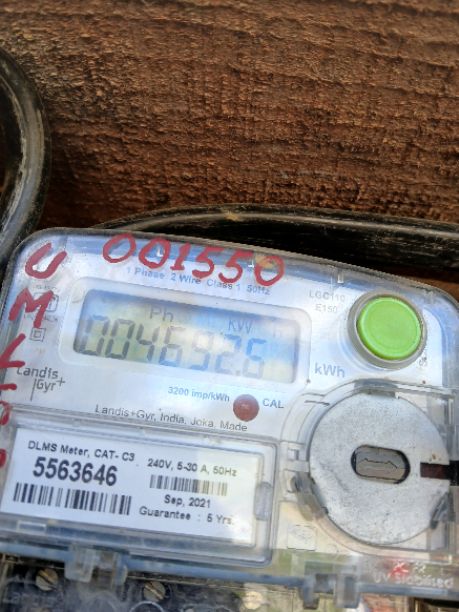 001550
1 Phase 2 Wire Class 1 50Hz
LGC110
E150
Ph KW
004692.6
kWh
Landis+
Gyr
3200 imp/kWh
CAL
Landis+Gyr, India, Joka, Made
DLMS Meter, CAT- C3
5563646
240V, 5-30 A, 50Hz
Sep, 2021
Guarantee : 5 Yrs.
UV stabilised